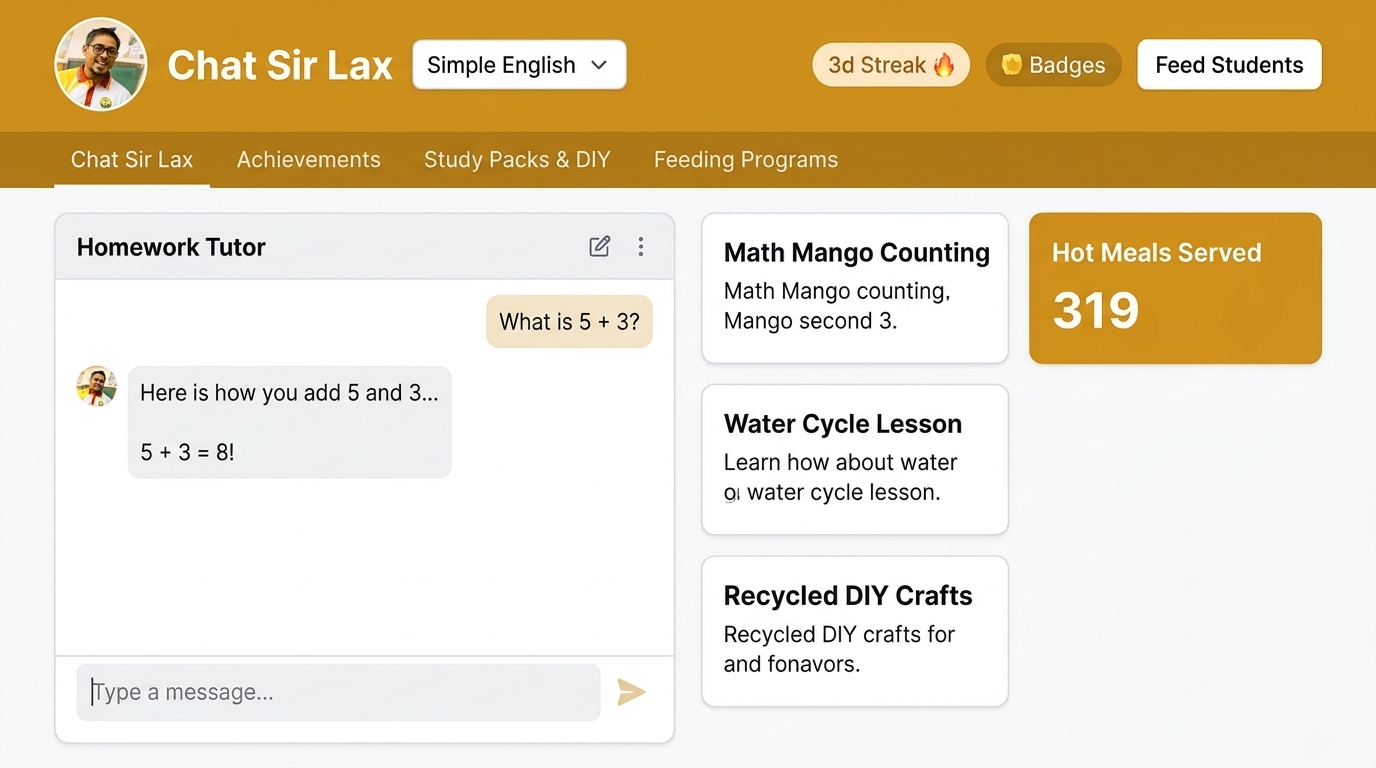 Chat Sir Lax
Simple English
3d Streak 🔥
Badges
Feed Students
Chat Sir Lax
Achievements
Study Packs & DIY
Feeding Programs
Homework Tutor
What is 5 + 3?
Here is how you add 5 and 3...
5 + 3 = 8!
Type a message...
Math Mango Counting
Math Mango counting,
Mango second 3.
Water Cycle Lesson
Learn how about water
water cycle lesson.
Recycled DIY Crafts
Recycled DIY crafts for
and fonavors.
Hot Meals Served
319